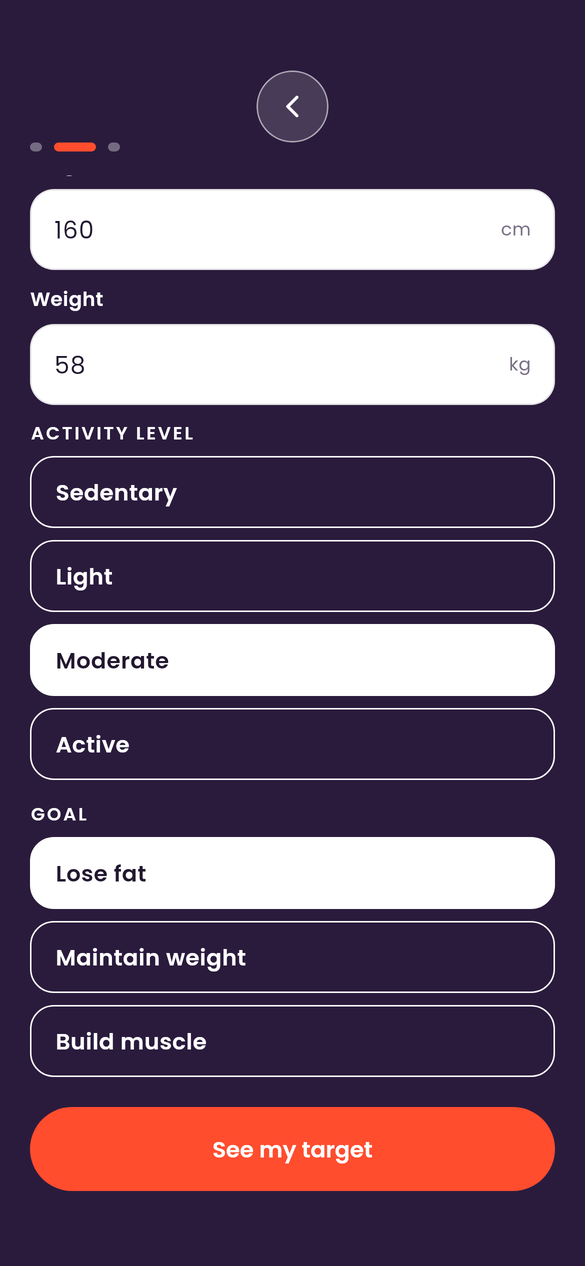 160 cm
Weight
58 kg
ACTIVITY LEVEL
Sedentary
Light
Moderate
Active
GOAL
Lose fat
Maintain weight
Build muscle
See my target